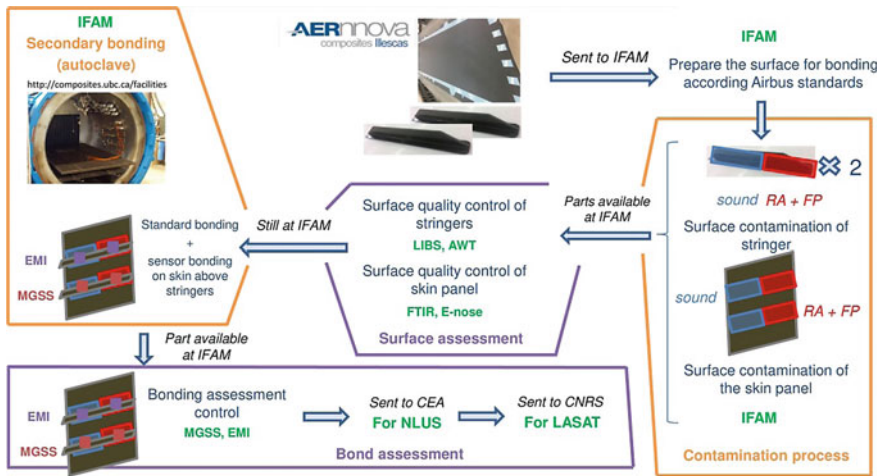 IFAM
Secondary bonding
(autoclave)
http://composites.ubc.ca/facilities
AERnnova
composites Illescas
Sent to IFAM
IFAM
Prepare the surface for bonding
according Airbus standards
2
sound RA + FP
Surface contamination of
stringer
sound
RA + FP
Surface contamination of
the skin panel
IFAM
Contamination process
Parts available
at IFAM
Surface quality control of
stringers
LIBS, AWT
Surface quality control of
skin panel
FTIR, E-nose
Surface assessment
Still at IFAM
Standard bonding
+
sensor bonding
on skin above
stringers
EMI
MGSS
Part available
at IFAM
EMI
MGSS
Bonding assessment
control
MGSS, EMI
Sent to CEA
For NLUS
Sent to CNRS
For LASAT
Bond assessment